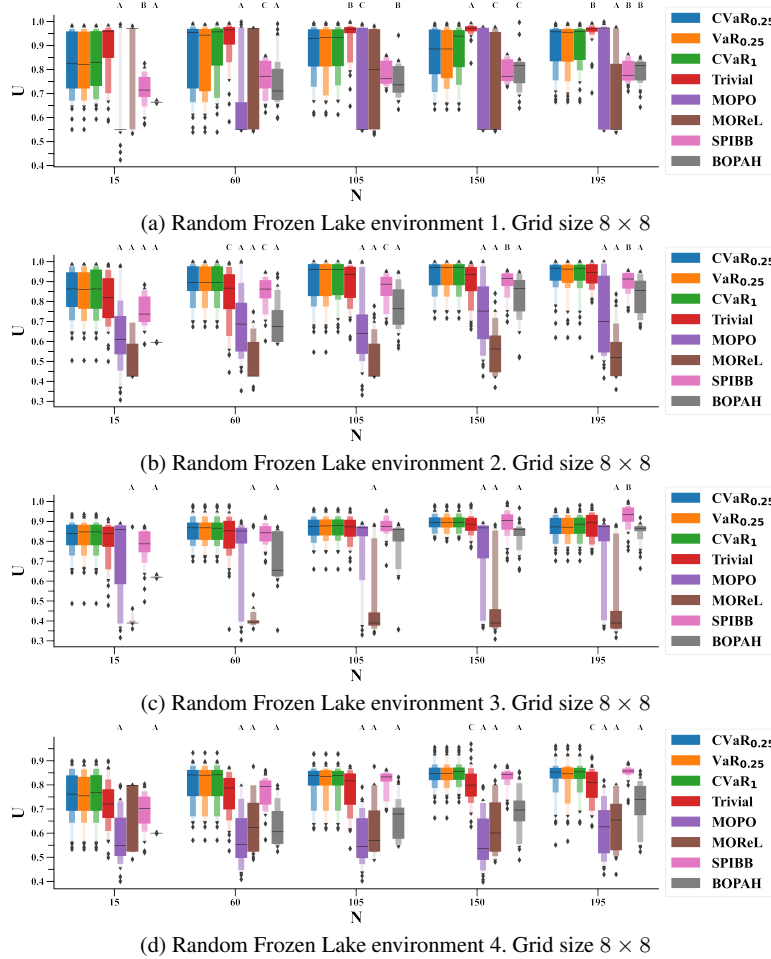 A B A A C A B C B A C C B B B
U
1.0
0.9
0.8
0.7
0.6
0.5
0.4
15 60 105 150 195
N
CVaR0.25
VaR0.25
CVaR1
Trivial
MOPO
MOReL
SPIBB
BOPAH
(a) Random Frozen Lake environment 1. Grid size 8 × 8
A A A A C A A C A A A C A A A B A A A B A
U
1.0
0.9
0.8
0.7
0.6
0.5
0.4
0.3
15 60 105 150 195
N
CVaR0.25
VaR0.25
CVaR1
Trivial
MOPO
MOReL
SPIBB
BOPAH
(b) Random Frozen Lake environment 2. Grid size 8 × 8
A A A A A A A A A B
U
1.0
0.9
0.8
0.7
0.6
0.5
0.4
0.3
15 60 105 150 195
N
CVaR0.25
VaR0.25
CVaR1
Trivial
MOPO
MOReL
SPIBB
BOPAH
(c) Random Frozen Lake environment 3. Grid size 8 × 8
A A A A A A A A C A A A C A A A
U
0.9
0.8
0.7
0.6
0.5
0.4
15 60 105 150 195
N
CVaR0.25
VaR0.25
CVaR1
Trivial
MOPO
MOReL
SPIBB
BOPAH
(d) Random Frozen Lake environment 4. Grid size 8 × 8